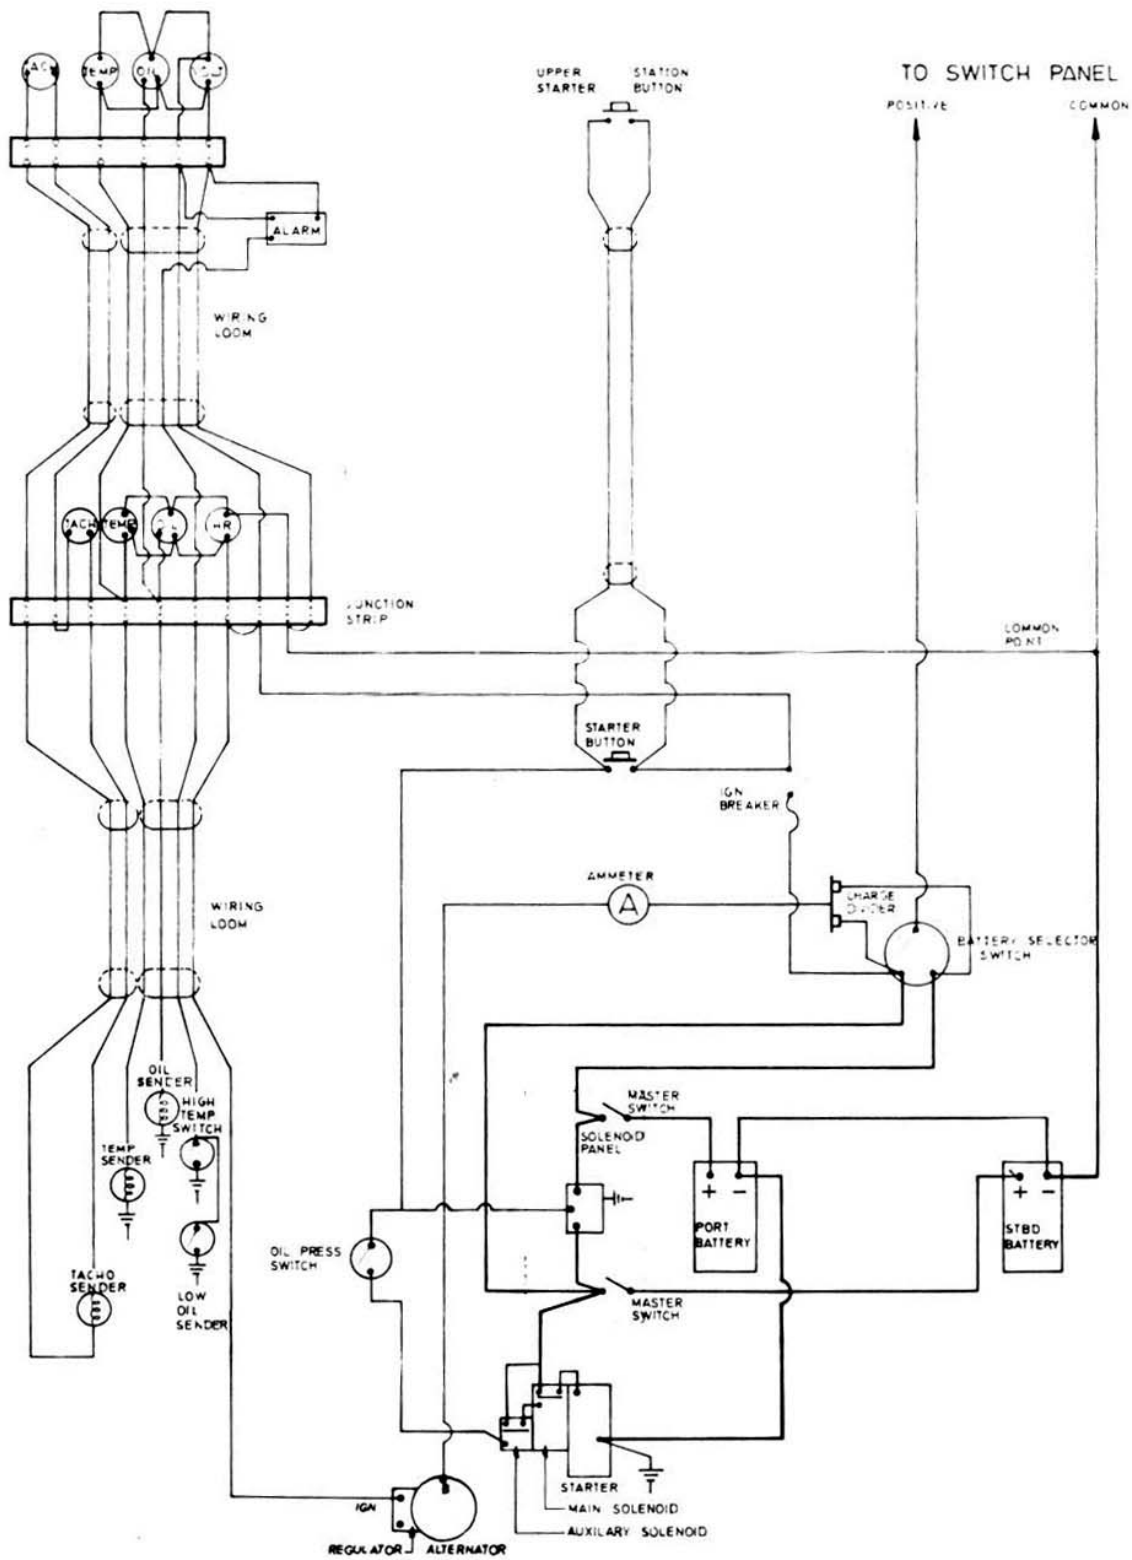 TACH
TEMP
OIL
VOLT
UPPER
STARTER
STATION
BUTTON
TO SWITCH PANEL
POSITIVE
COMMON
ALARM
WIRING
LOOM
TACH
TEMP
OIL
HR
JUNCTION
STRIP
COMMON
POINT
STARTER
BUTTON
IGN
BREAKER
AMMETER
A
CHARGE
DIVIDER
WIRING
LOOM
BATTERY SELECTOR
SWITCH
OIL
SENDER
HIGH
TEMP
SWITCH
MASTER
SWITCH
SOLENOID
PANEL
TEMP
SENDER
+ -
PORT
BATTERY
+ -
STBD
BATTERY
OIL PRESS
SWITCH
TACHO
SENDER
LOW
OIL
SENDER
MASTER
SWITCH
STARTER
IGN
MAIN SOLENOID
AUXILARY SOLENOID
REGULATOR
ALTERNATOR